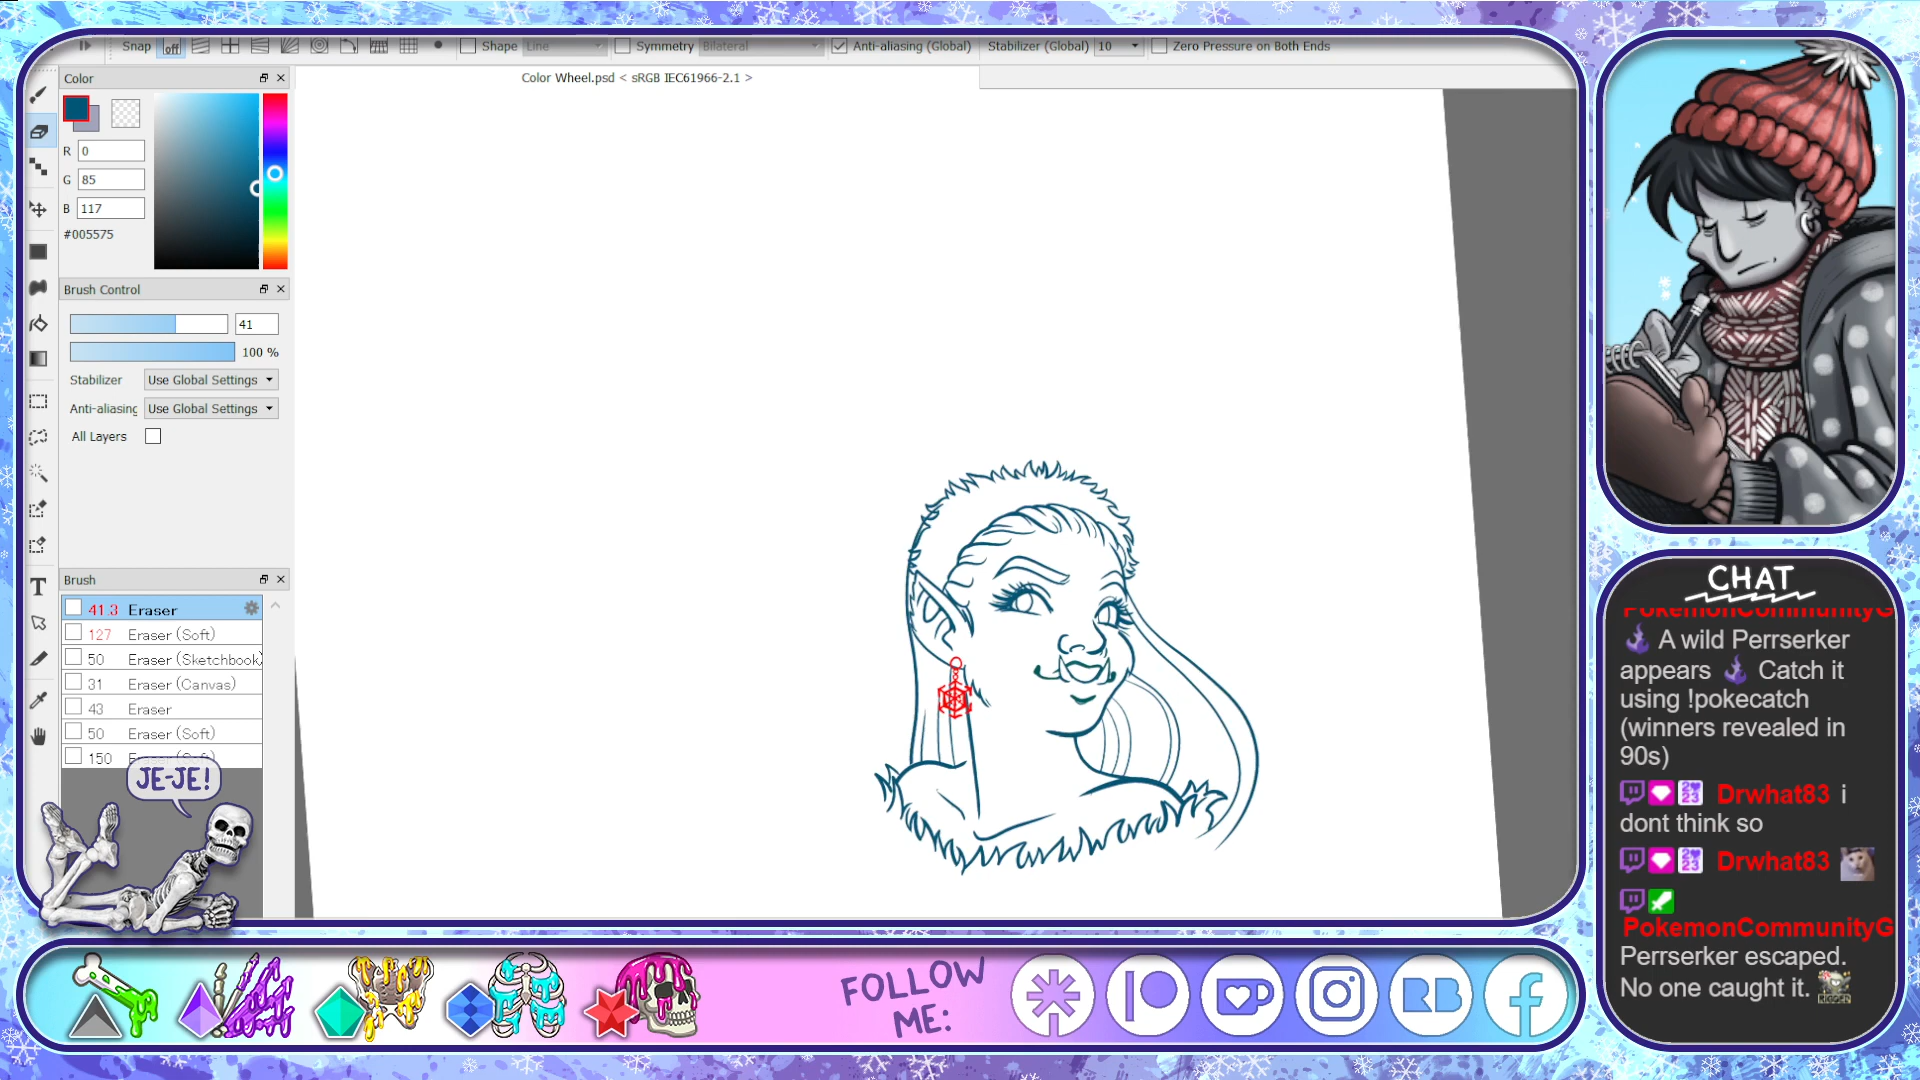 Snap off Shape Line Symmetry Bilateral Anti-aliasing (Global) Stabilizer (Global) 10 Zero Pressure on Both Ends
Color
Color Wheel.psd < sRGB IEC61966-2.1 >
R 0
G 85
B 117
#005575
Brush Control
41
100 %
Stabilizer Use Global Settings
Anti-aliasing Use Global Settings
All Layers
T
Brush
41.3 Eraser
127 Eraser (Soft)
50 Eraser (Sketchbook)
31 Eraser (Canvas)
43 Eraser
50 Eraser (Soft)
150 Eraser (Soft)
JE-JE!
FOLLOW
ME:
RB
CHAT
PokemonCommunityG
A wild Perrserker
appears Catch it
using !pokecatch
(winners revealed in
90s)
Drwhat83 i
dont think so
Drwhat83
PokemonCommunityG
Perrserker escaped.
No one caught it.